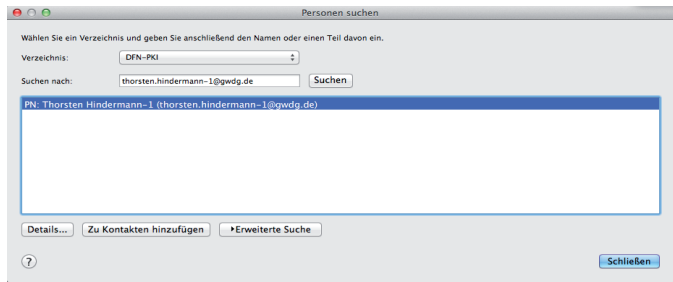 Personen suchen
Wählen Sie ein Verzeichnis und geben Sie anschließend den Namen oder einen Teil davon ein.
Verzeichnis: DFN-PKI
Suchen nach: thorsten.hindermann-1@gwdg.de Suchen
PN: Thorsten Hindermann-1 (thorsten.hindermann-1@gwdg.de)
Details... Zu Kontakten hinzufügen Erweiterte Suche
? Schließen